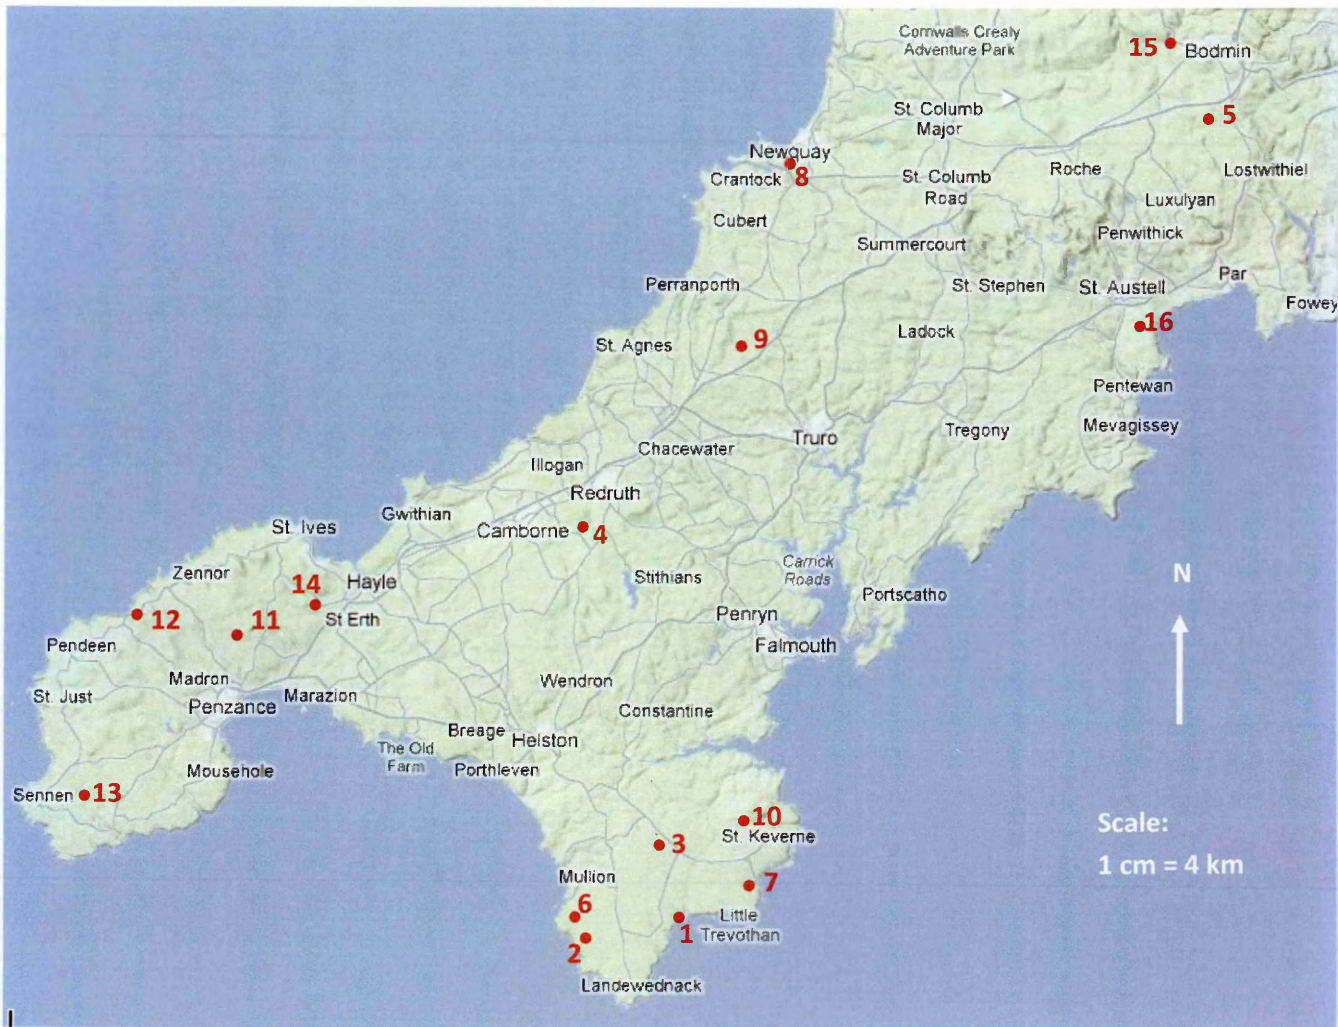 Cornwalls Crealy
Adventure Park
15
Bodmin
St. Columb
Major
5
Newquay
8
Crantock
St. Columb
Road
Roche
Lostwithiel
Luxulyan
Cubert
Penwithick
Summercourt
Perranporth
St. Stephen
St. Austell
Par
Fowey
16
St. Agnes
9
Ladock
Pentewan
Truro
Tregony
Mevagissey
Chacewater
Illogan
Redruth
Gwithian
St. Ives
Camborne
4
Zennor
14
Hayle
Stithians
Carrick
Roads
Portscatho
N
12
11
St Erth
Penryn
Pendeen
Falmouth
Madron
St. Just
Marazion
Penzance
Wendron
Constantine
Breage
Helston
The Old
Farm
Porthleven
Mousehole
Sennen
13
10
St. Keverne
3
Scale:
1 cm = 4 km
Mullion
7
6
Little
Trevothan
1
2
Landewednack